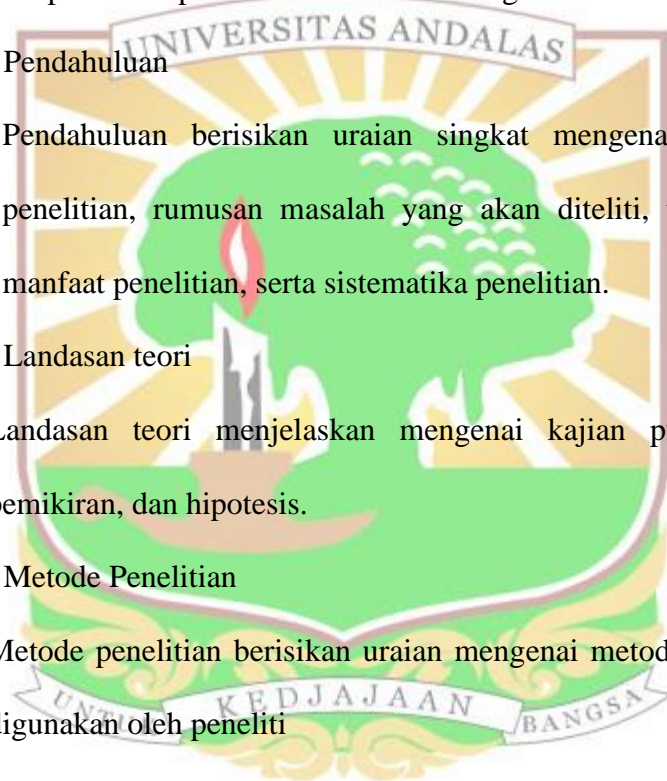 UNIVERSITAS ANDALAS
Pendahuluan
Pendahuluan berisikan uraian singkat
penelitian, rumusan masalah yang akan diteliti,
manfaat penelitian, serta sistematika penelitian.
Landasan teori
Landasan teori menjelaskan mengenai kajian
pemikiran, dan hipotesis.
Metode Penelitian
Metode penelitian berisikan uraian mengenai
digunakan oleh peneliti
UNTUK KEDJAJAAN BANGSA